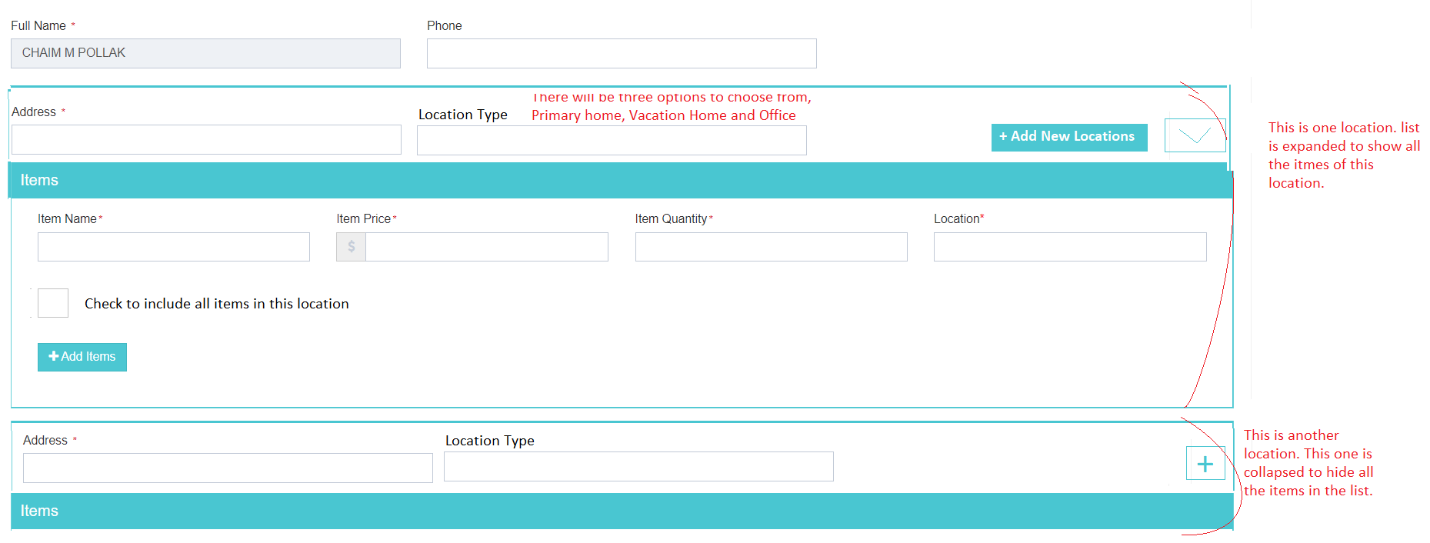 Full Name *
Phone
CHAIM M POLLAK
There will be three options to choose from,
Address *
Location Type
Primary home, Vacation Home and Office
+ Add New Locations
This is one location. list
is expanded to show all
the itmes of this
location.
Items
Item Name*
Item Price*
Item Quantity*
Location*
$
Check to include all items in this location
+ Add Items
This is another
location. This one is
collapsed to hide all
the items in the list.
Address *
Location Type
+
Items